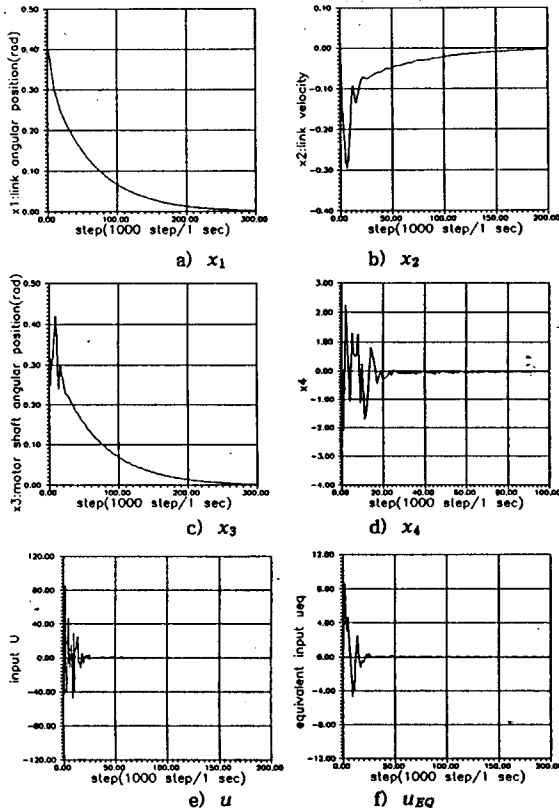 0.50
0.40
0.30
0.20
0.10
0.00
x1:link angular position(rad)
0.00 100.00 200.00 300.00
step(1000 step/1 sec)
a) x₁
0.00
-0.10
-0.20
-0.30
-0.40
x2:link velocity
0.00 50.00 100.00 150.00 200.00
step(1000 step/1 sec)
b) x₂
0.50
0.40
0.30
0.20
0.10
0.00
x3:motor shaft angular position(rad)
0.00 100.00 200.00 300.00
step(1000 step/1 sec)
c) x₃
3.00
2.00
1.00
0.00
-1.00
-2.00
-3.00
-4.00
x4
0.00 20.00 40.00 60.00 80.00 100.00
step(1000 step/1 sec)
d) x₄
120.00
80.00
40.00
0.00
-40.00
-80.00
-120.00
input U
0.00 50.00 100.00 150.00 200.00
step(1000 step/1 sec)
e) u
12.00
8.00
4.00
0.00
-4.00
-8.00
-12.00
equivalent input ueq
0.00 50.00 100.00 150.00 200.00
step(1000 step/1 sec)
f) u_EQ